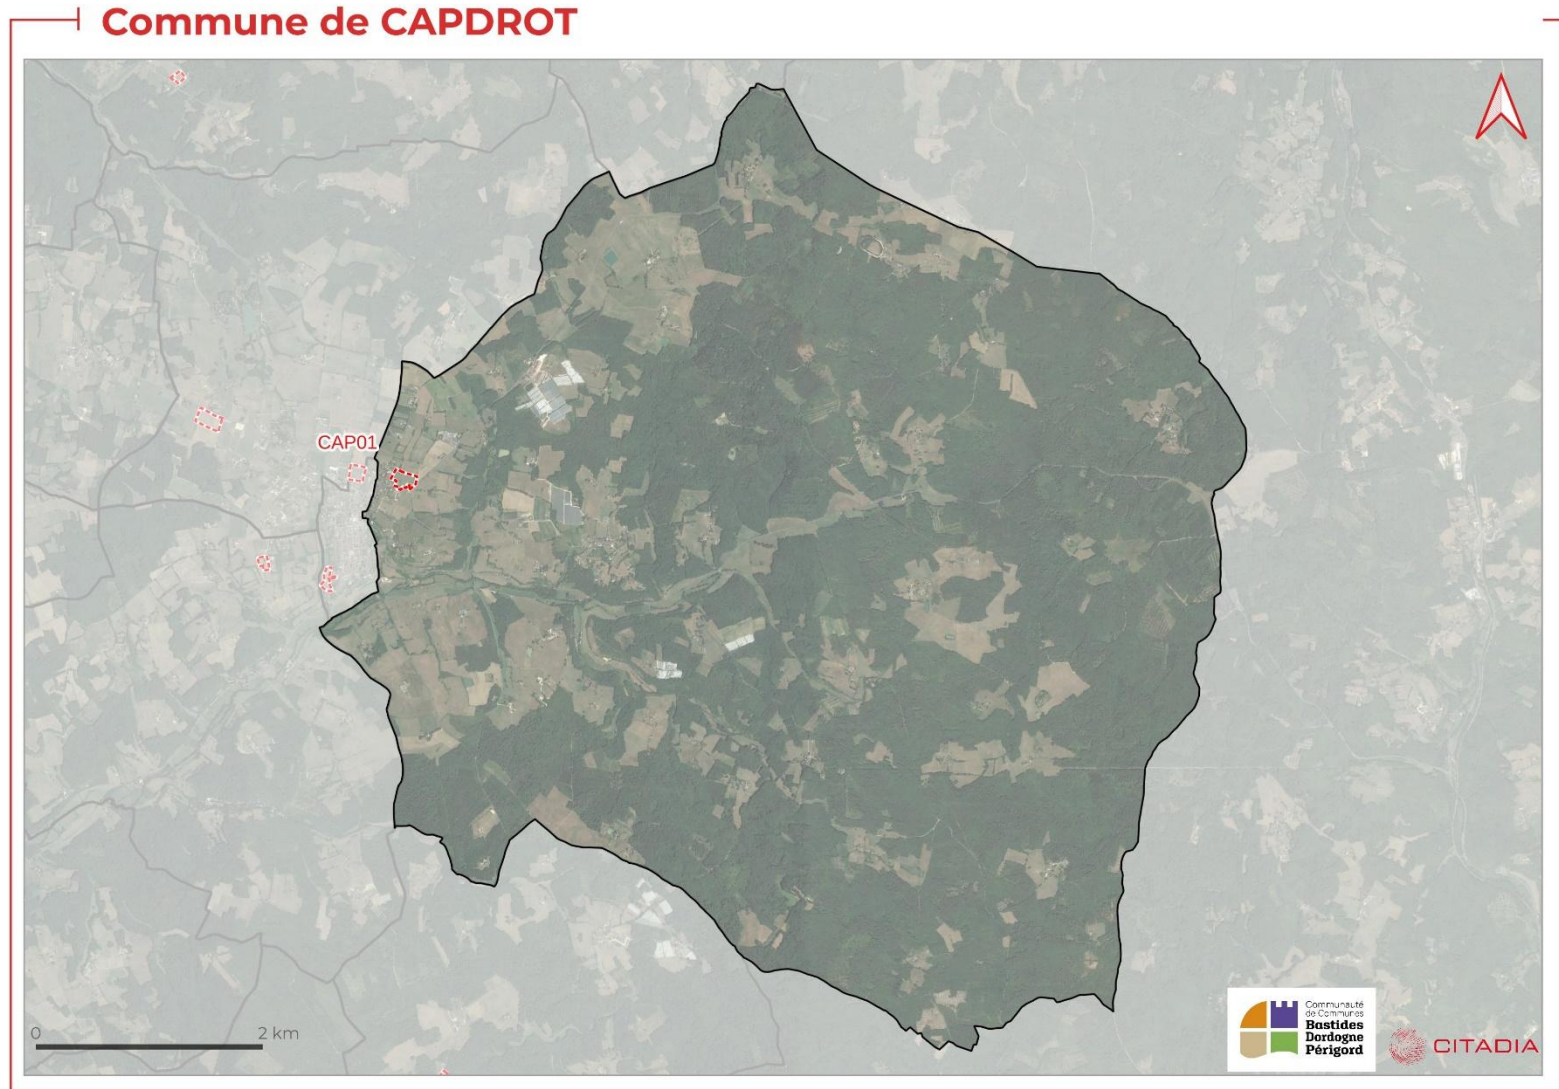 Commune de CAPDROT
CAP01
0
2 km
Communauté
de Communes
Bastides
Dordogne
Périgord
CITADIA